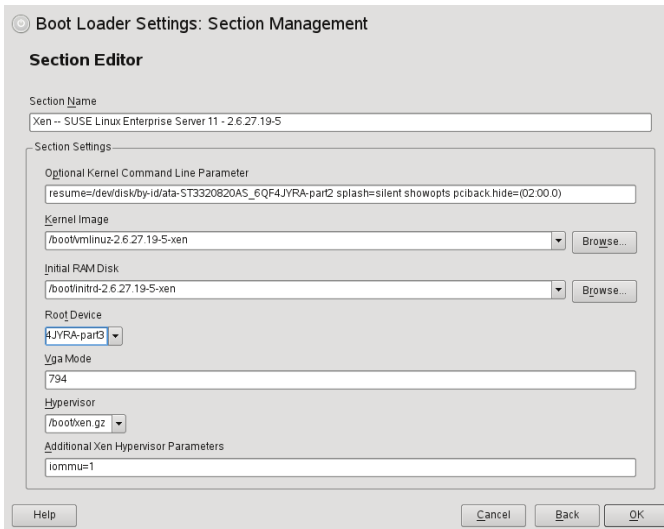 Boot Loader Settings: Section Management
Section Editor
Section Name
Xen -- SUSE Linux Enterprise Server 11 - 2.6.27.19-5
Section Settings
Optional Kernel Command Line Parameter
resume=/dev/disk/by-id/ata-ST3320820AS_6QF4JYRA-part2 splash=silent showopts pciback.hide=(02:00.0)
Kernel Image
/boot/vmlinuz-2.6.27.19-5-xen
Browse...
Initial RAM Disk
/boot/initrd-2.6.27.19-5-xen
Browse...
Root Device
4JYRA-part3
Vga Mode
794
Hypervisor
/boot/xen.gz
Additional Xen Hypervisor Parameters
iommu=1
Help
Cancel
Back
OK